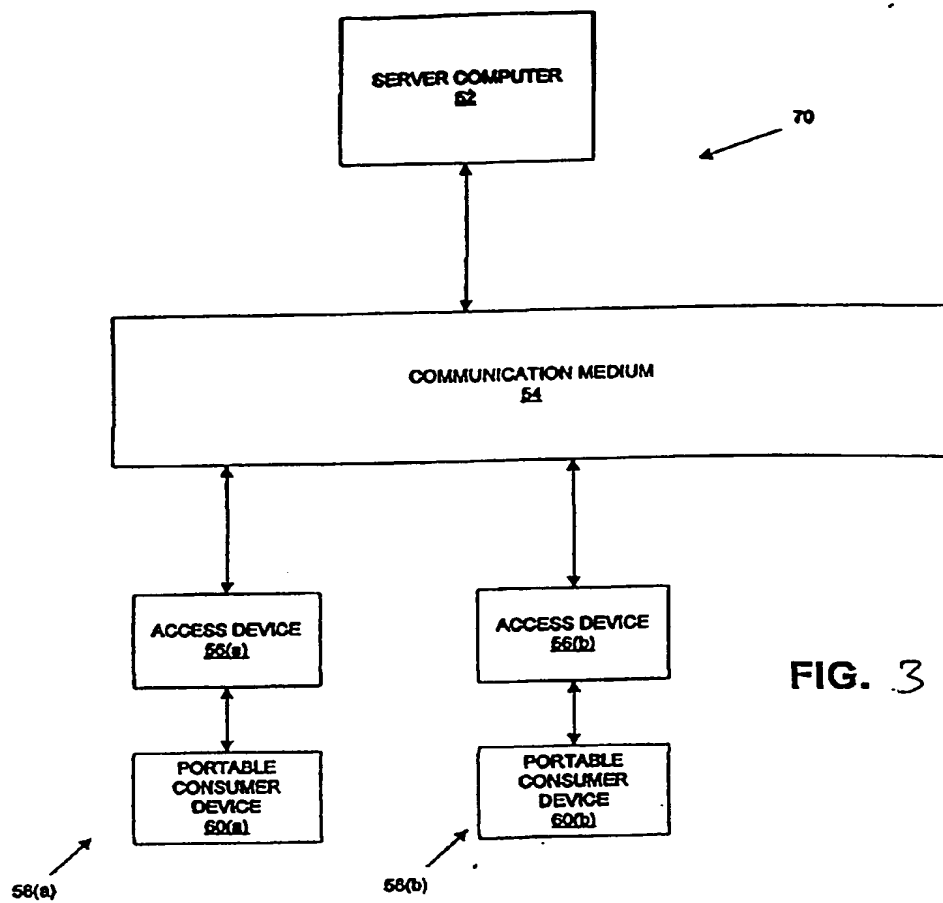 SERVER COMPUTER
52
70
COMMUNICATION MEDIUM
54
ACCESS DEVICE
56(a)
ACCESS DEVICE
56(b)
FIG. 3
PORTABLE
CONSUMER
DEVICE
60(a)
PORTABLE
CONSUMER
DEVICE
60(b)
58(a)
58(b)